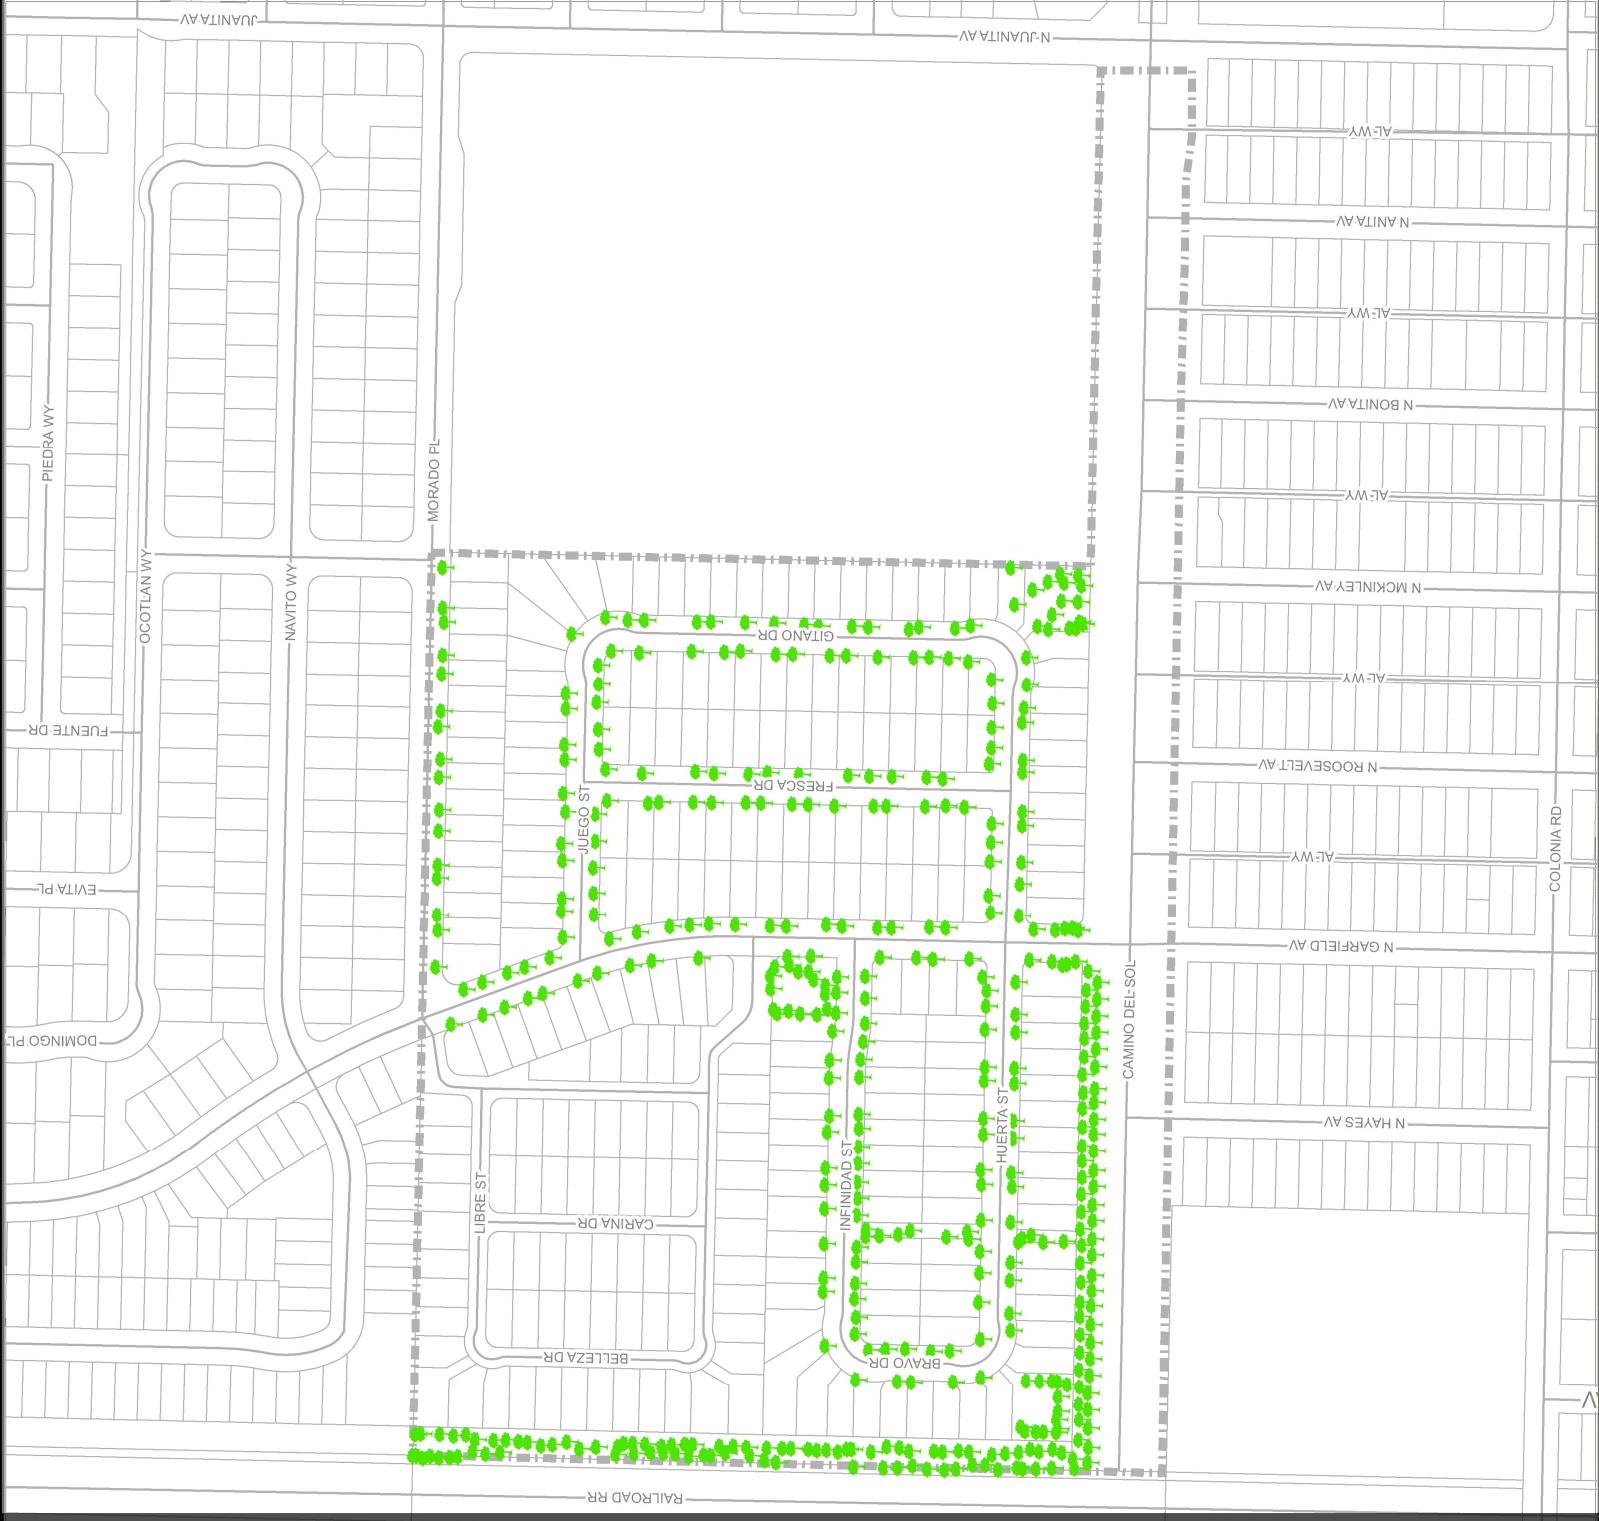 JUANITA AV
N JUANITA AV
AL-WY
N ANITA AV
AL-WY
N BONITA AV
PIEDRA WY
MORADO PL
AL-WY
OCOTLAN WY
NAVITO WY
N MCKINLEY AV
GITANO DR
AL-WY
FUENTE DR
N ROOSEVELT AV
FRESCA DR
JUEGO ST
COLONIA RD
AL-WY
EVITA PL
N GARFIELD AV
CAMINO DEL SOL
DOMINGO PL
HUERTA ST
N HAYES AV
INFINIDAD ST
LIBRE ST
CARINA DR
BELLEZA DR
BRAVO DR
RAILROAD RR